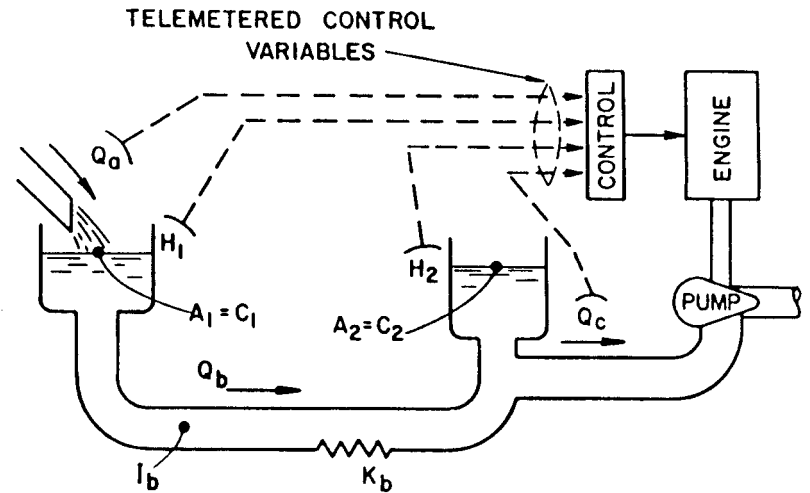 TELEMETERED CONTROL
VARIABLES
CONTROL
ENGINE
Qa
H1
H2
A1 = C1
A2 = C2
Qc
PUMP
Qb
Ib
Kb